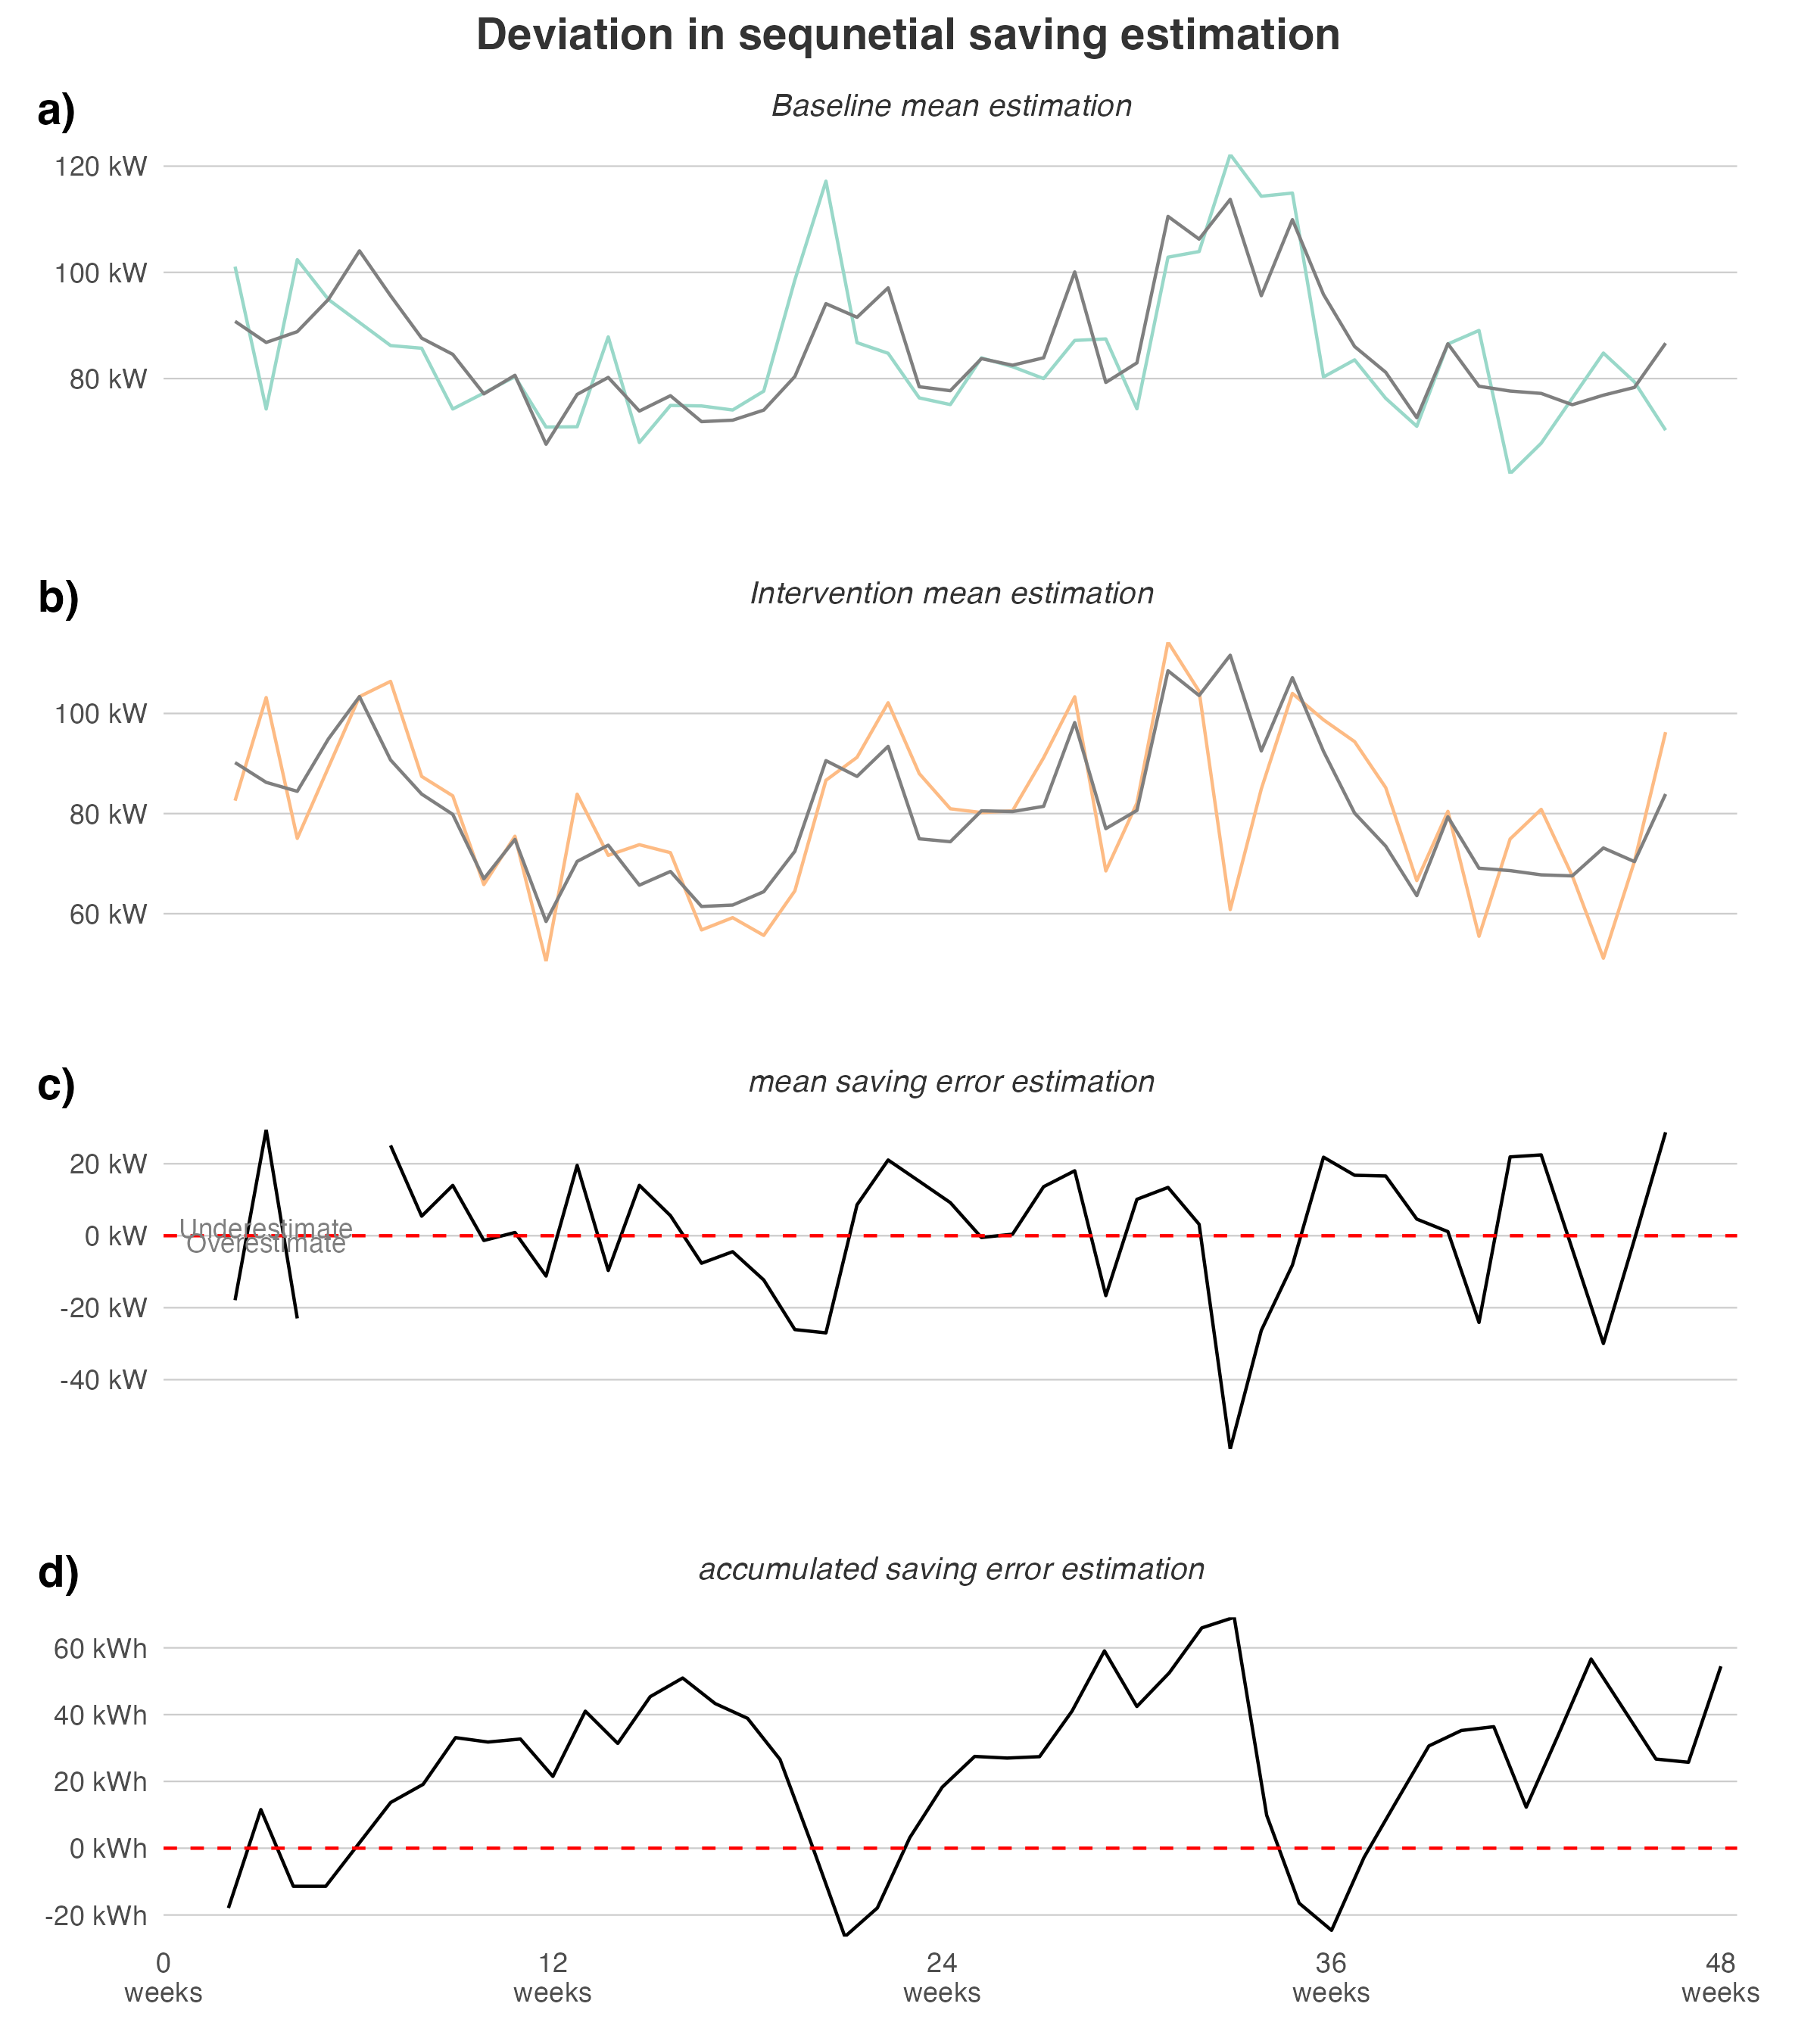 Deviation in sequnetial saving estimation
a)
Baseline mean estimation
120 kW
100 kW
80 kW
b)
Intervention mean estimation
100 kW
80 kW
60 kW
c)
mean saving error estimation
20 kW
Underestimate
0 kW
Overestimate
-20 kW
-40 kW
d)
accumulated saving error estimation
60 kWh
40 kWh
20 kWh
0 kWh
-20 kWh
0 12 24 36 48
weeks weeks weeks weeks weeks